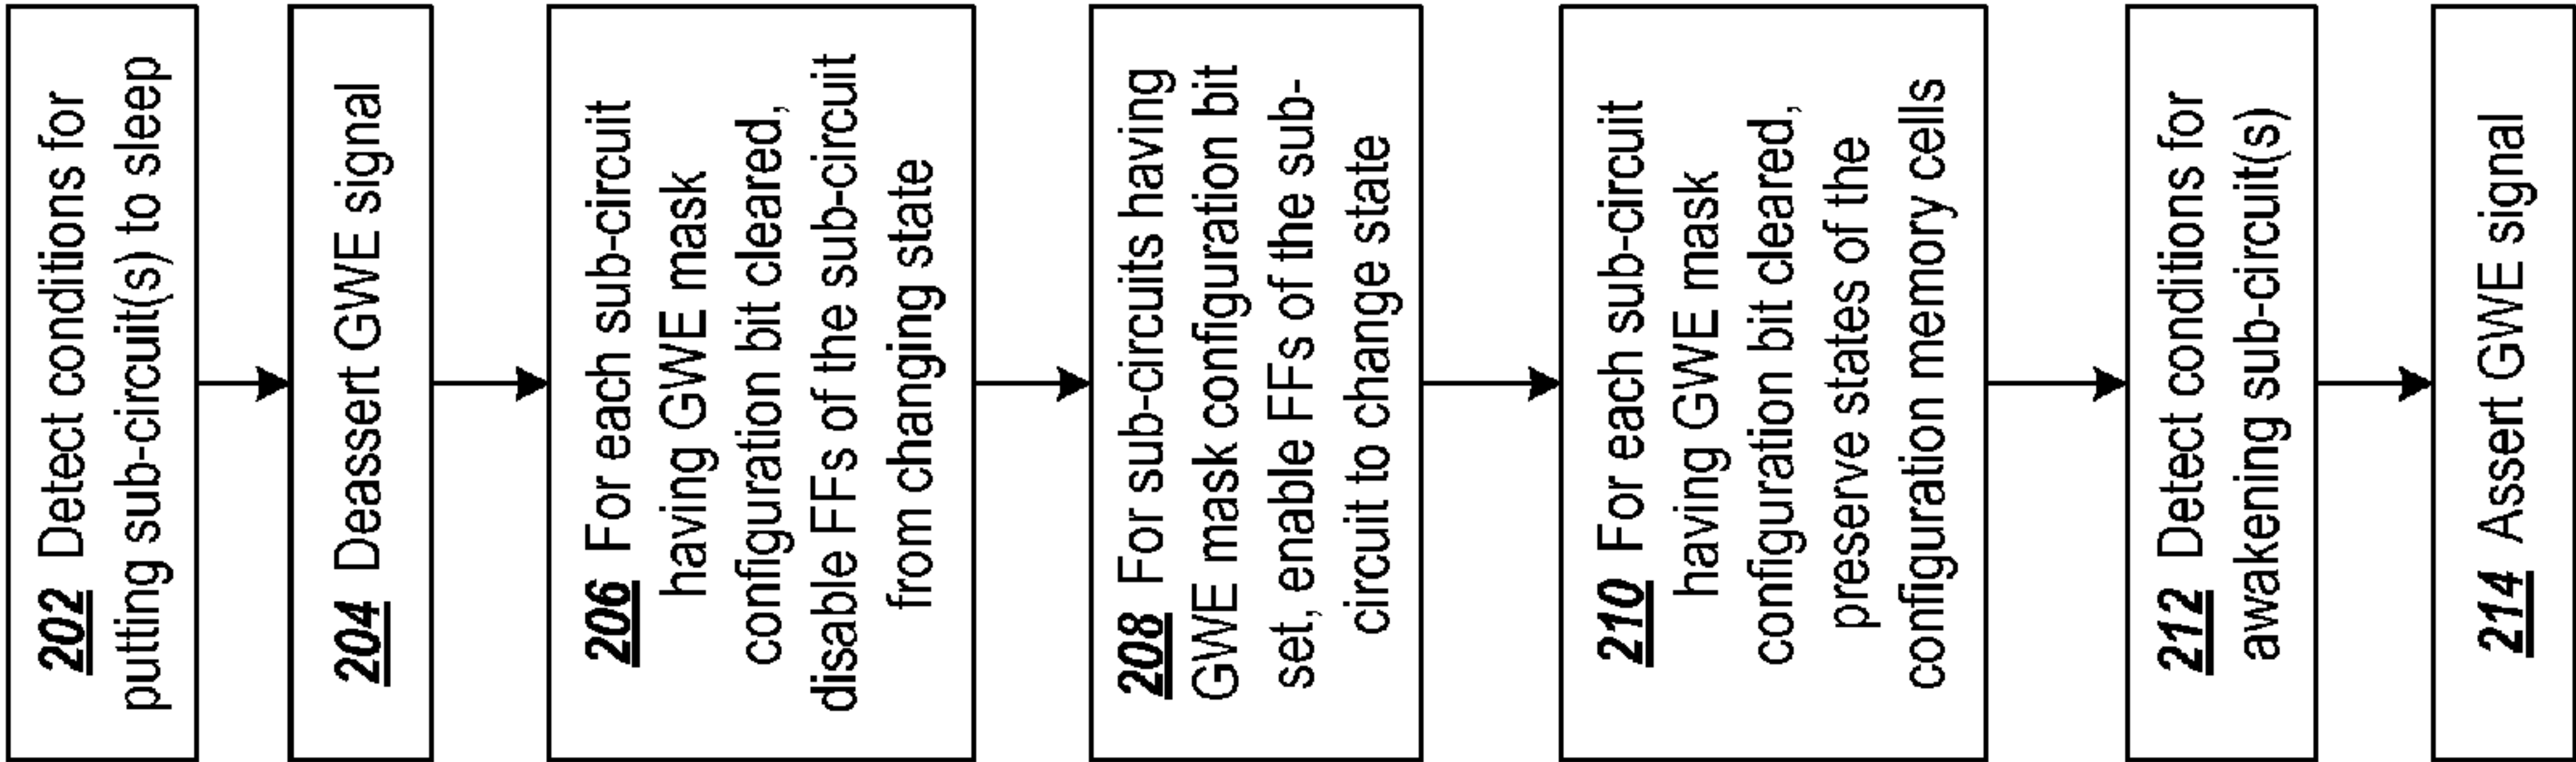 202 Detect conditions for
putting sub-circuit(s) to sleep
204 Deassert GWE signal
206 For each sub-circuit
having GWE mask
configuration bit cleared,
disable FFs of the sub-circuit
from changing state
208 For sub-circuits having
GWE mask configuration bit
set, enable FFs of the sub-
circuit to change state
210 For each sub-circuit
having GWE mask
configuration bit cleared,
preserve states of the
configuration memory cells
212 Detect conditions for
awakening sub-circuit(s)
214 Assert GWE signal